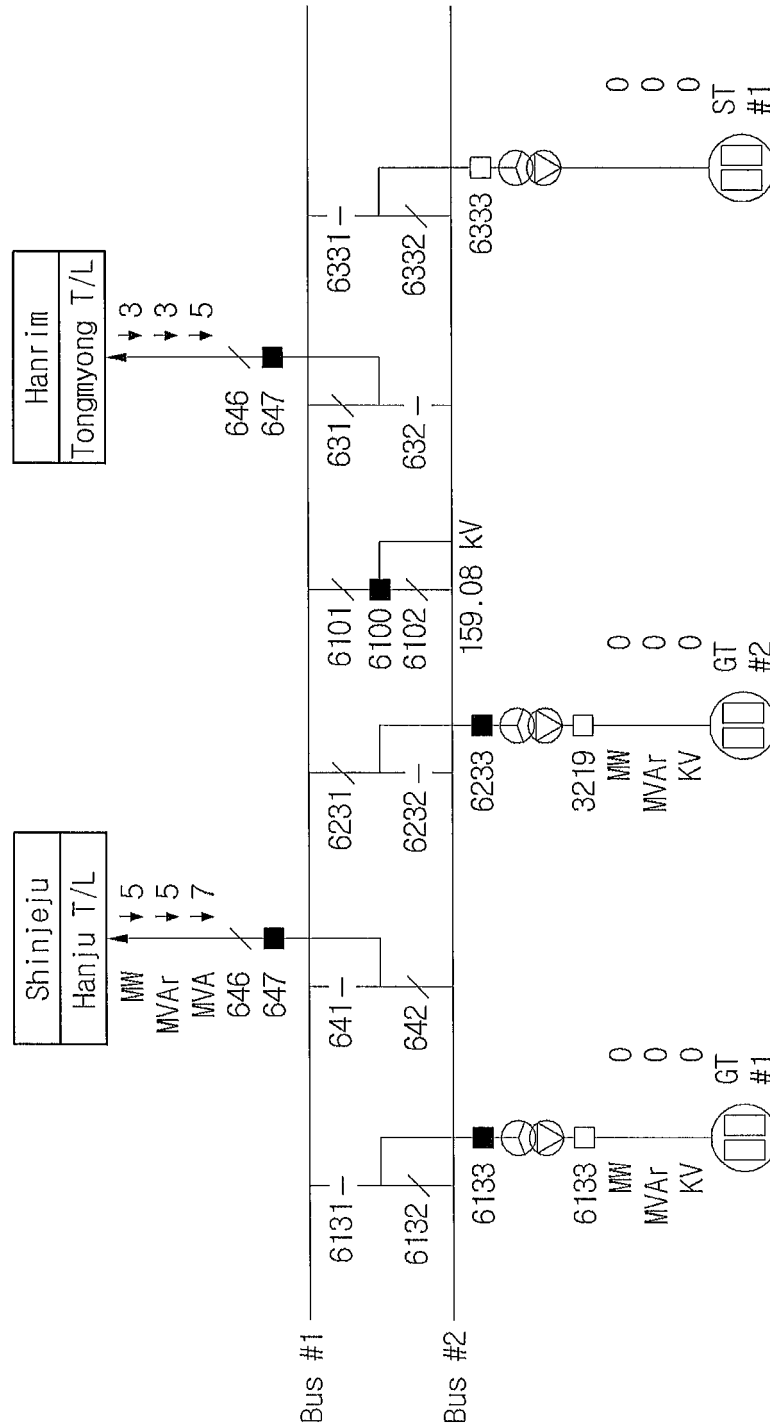 Shinjeju
Hanju T/L
MW 5
MVAr 5
MVA 7
646
647
Hanrim
Tongmyong T/L
3
3
5
646
647
Bus #1
6131
641
6231
6101
631
6331
6100
6132
642
6232
6102
632
6332
Bus #2
159.08 kV
6133
6233
6333
6133
3219
MW 0
MVAr 0
KV 0
GT
#1
MW 0
MVAr 0
KV 0
GT
#2
0
0
0
ST
#1